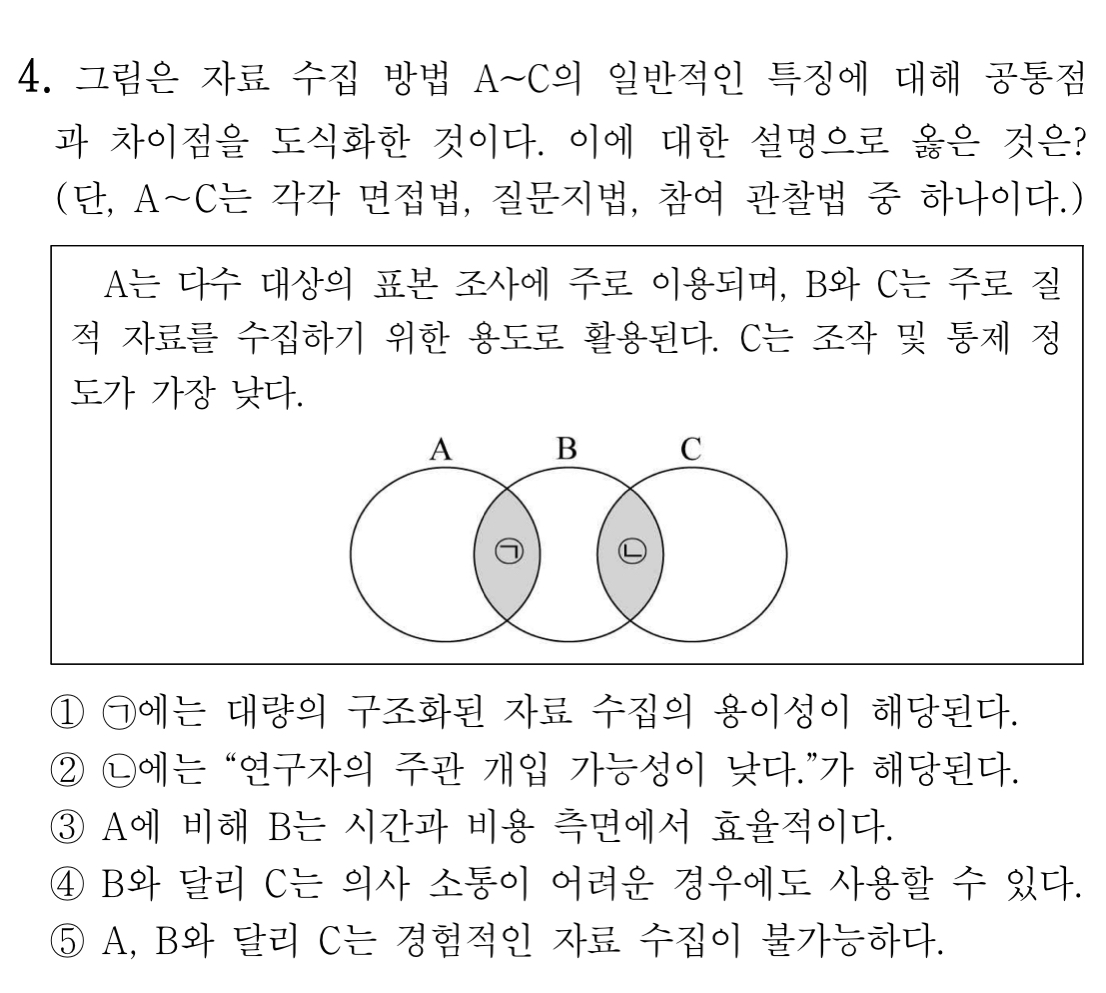 4. 그림은 자료 수집 방법 A~C의 일반적인 특징에 대해 공통점
과 차이점을 도식화한 것이다. 이에 대한 설명으로 옳은 것은?
(단, A~C는 각각 면접법, 질문지법, 참여 관찰법 중 하나이다.)
A는 다수 대상의 표본 조사에 주로 이용되며, B와 C는 주로 질
적 자료를 수집하기 위한 용도로 활용된다. C는 조작 및 통제 정
도가 가장 낮다.
A B C
㉠ ㉡
① ㉠에는 대량의 구조화된 자료 수집의 용이성이 해당된다.
② ㉡에는 “연구자의 주관 개입 가능성이 낮다.”가 해당된다.
③ A에 비해 B는 시간과 비용 측면에서 효율적이다.
④ B와 달리 C는 의사 소통이 어려운 경우에도 사용할 수 있다.
⑤ A, B와 달리 C는 경험적인 자료 수집이 불가능하다.